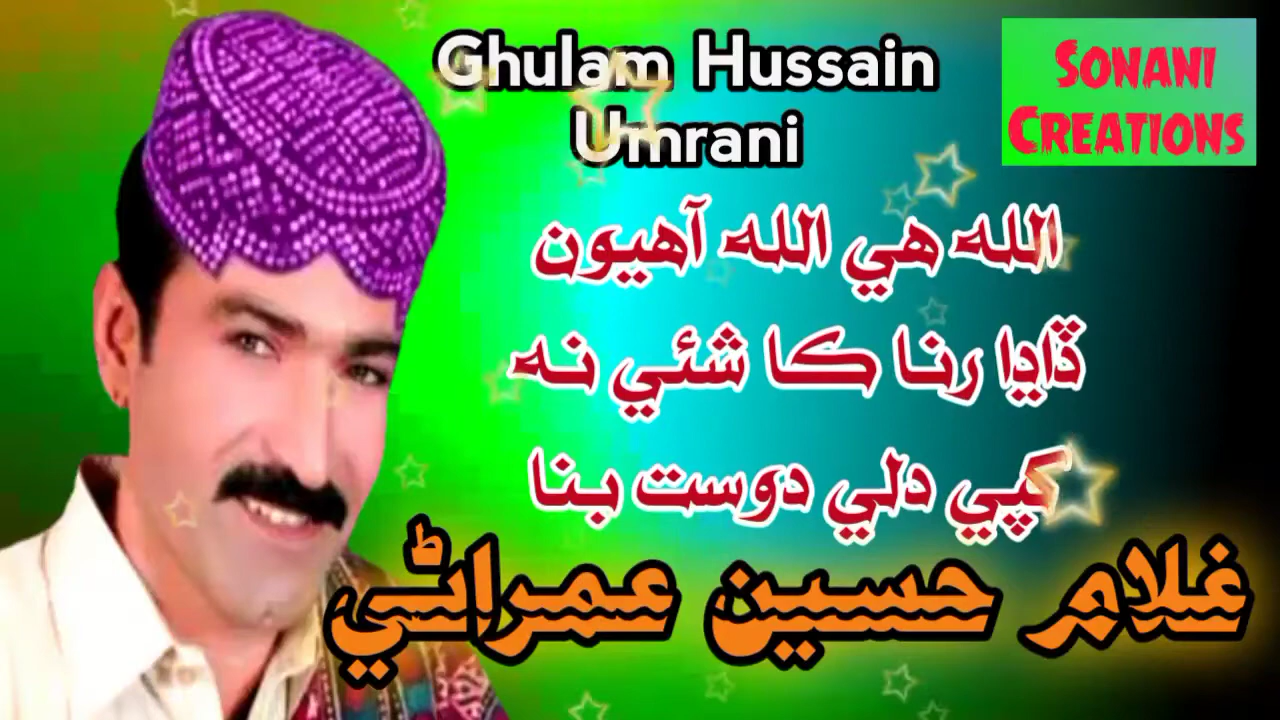 Ghulam Hussain
Umrani
SONANI
CREATIONS
الله هي الله آهيون
ڏاڍا رنا ڪا شئي نه
کپي دلي دوست بنا
غلام حسين عمراڻي